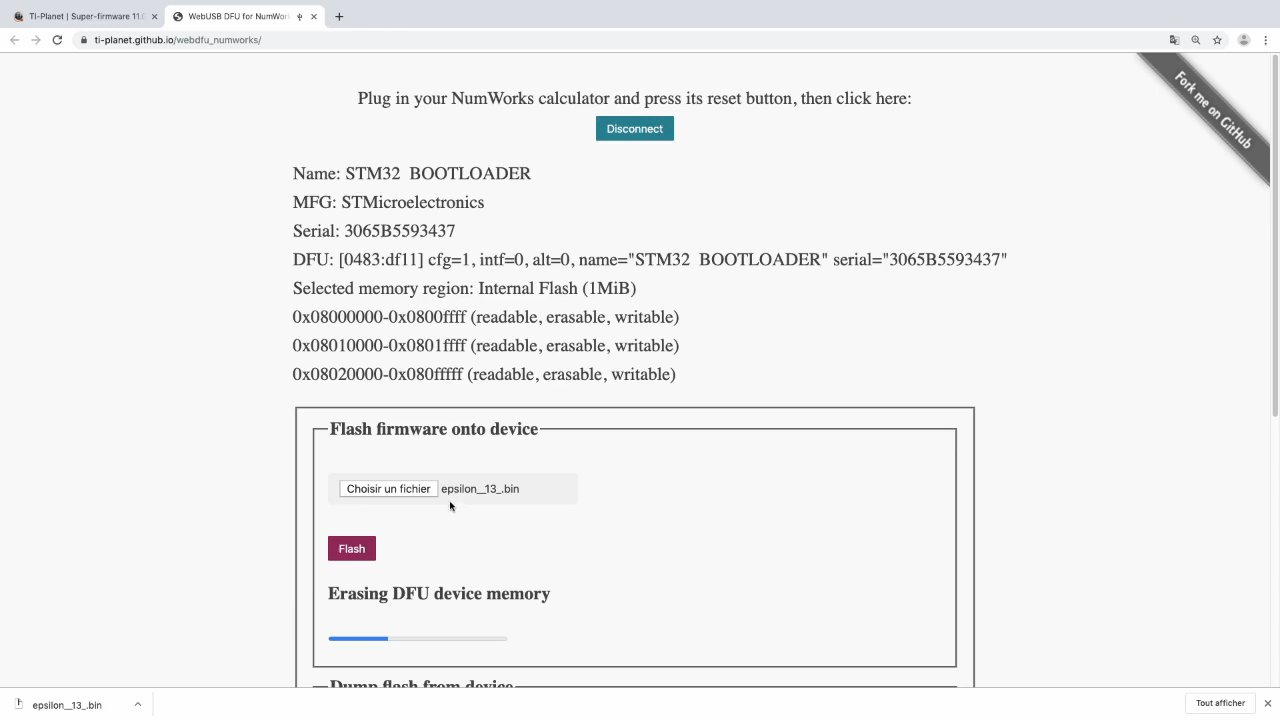 TI-Planet | Super-firmware 11.
WebUSB DFU for NumWor
ti-planet.github.io/webdfu_numworks/
Fork me on GitHub
Plug in your NumWorks calculator and press its reset button, then click here:
Disconnect
Name: STM32 BOOTLOADER
MFG: STMicroelectronics
Serial: 3065B5593437
DFU: [0483:df11] cfg=1, intf=0, alt=0, name="STM32 BOOTLOADER" serial="3065B5593437"
Selected memory region: Internal Flash (1MiB)
0x08000000-0x0800ffff (readable, erasable, writable)
0x08010000-0x0801ffff (readable, erasable, writable)
0x08020000-0x080fffff (readable, erasable, writable)
Flash firmware onto device
Choisir un fichier epsilon__13_.bin
Flash
Erasing DFU device memory
Dump flash from device
epsilon__13_.bin
Tout afficher